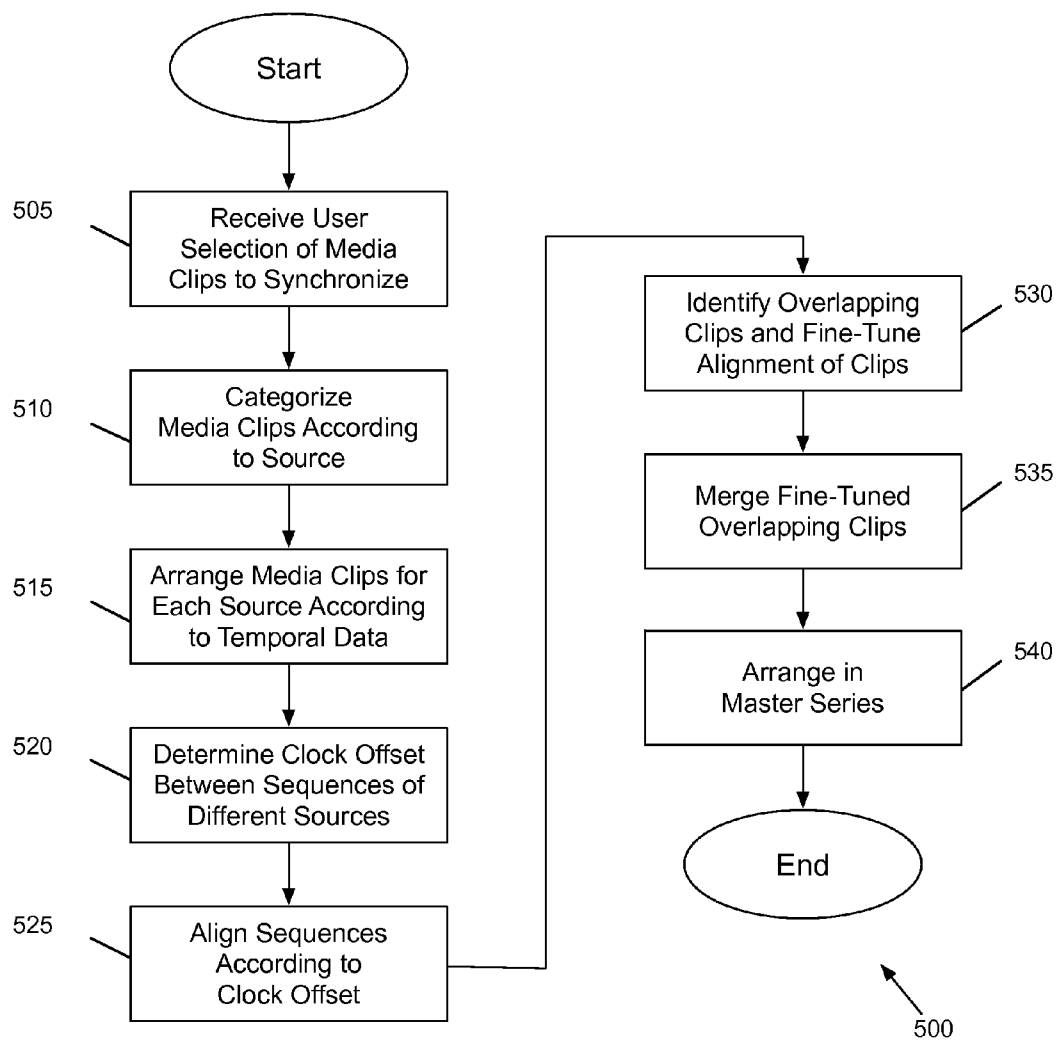 Start
505
Receive User
Selection of Media
Clips to Synchronize
510
Categorize
Media Clips According
to Source
515
Arrange Media Clips for
Each Source According
to Temporal Data
520
Determine Clock Offset
Between Sequences of
Different Sources
525
Align Sequences
According to
Clock Offset
530
Identify Overlapping
Clips and Fine-Tune
Alignment of Clips
535
Merge Fine-Tuned
Overlapping Clips
540
Arrange in
Master Series
End
500